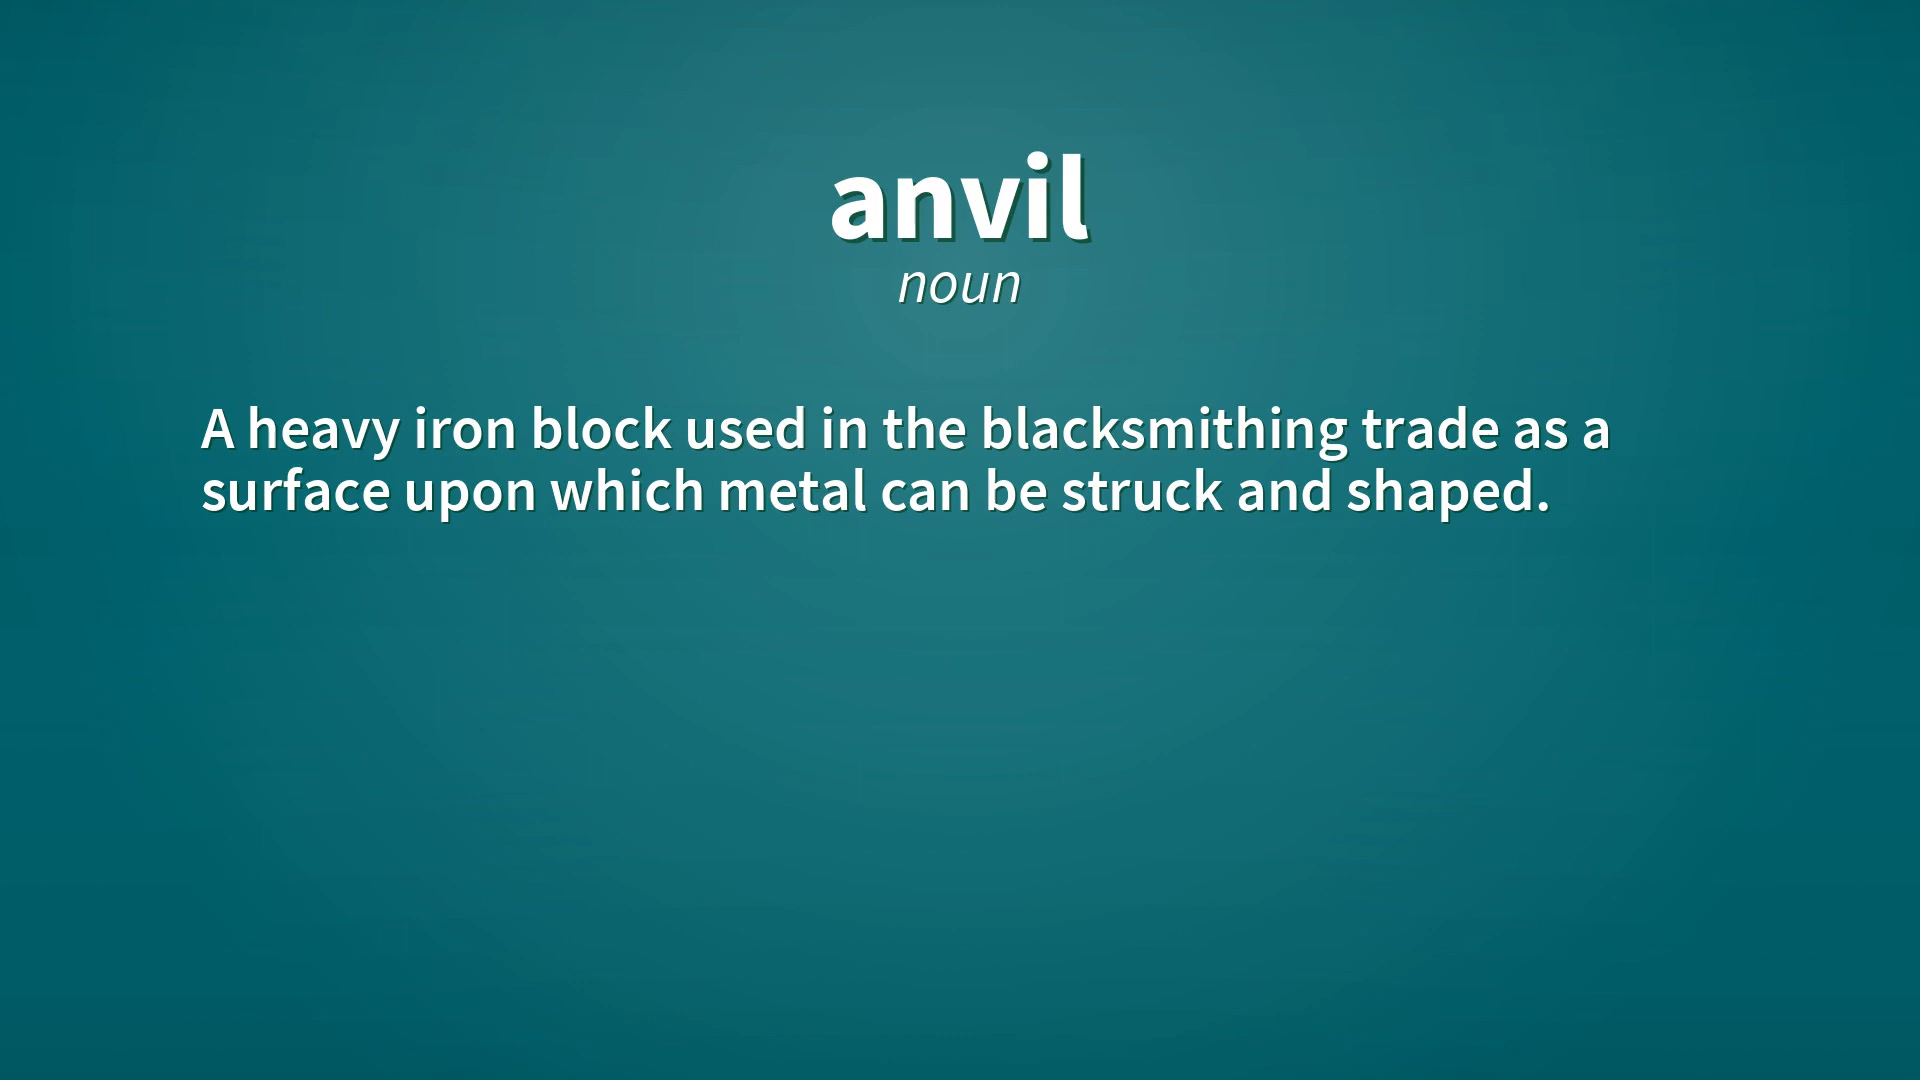 anvil
noun
A heavy iron block used in the blacksmithing trade as a
surface upon which metal can be struck and shaped.